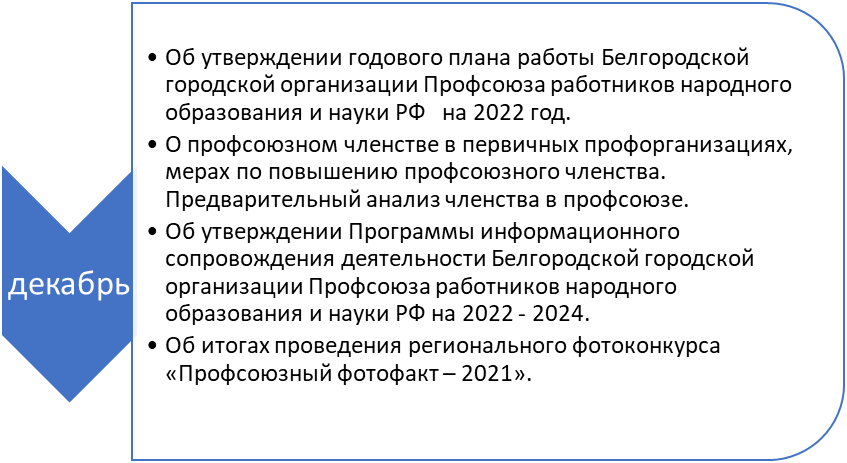 • Об утверждении годового плана работы Белгородской
городской организации Профсоюза работников народного
образования и науки РФ на 2022 год.
• О профсоюзном членстве в первичных профорганизациях,
мерах по повышению профсоюзного членства.
Предварительный анализ членства в профсоюзе.
• Об утверждении Программы информационного
сопровождения деятельности Белгородской городской
организации Профсоюза работников народного
образования и науки РФ на 2022 - 2024.
• Об итогах проведения регионального фотоконкурса
«Профсоюзный фотофакт – 2021».
декабрь